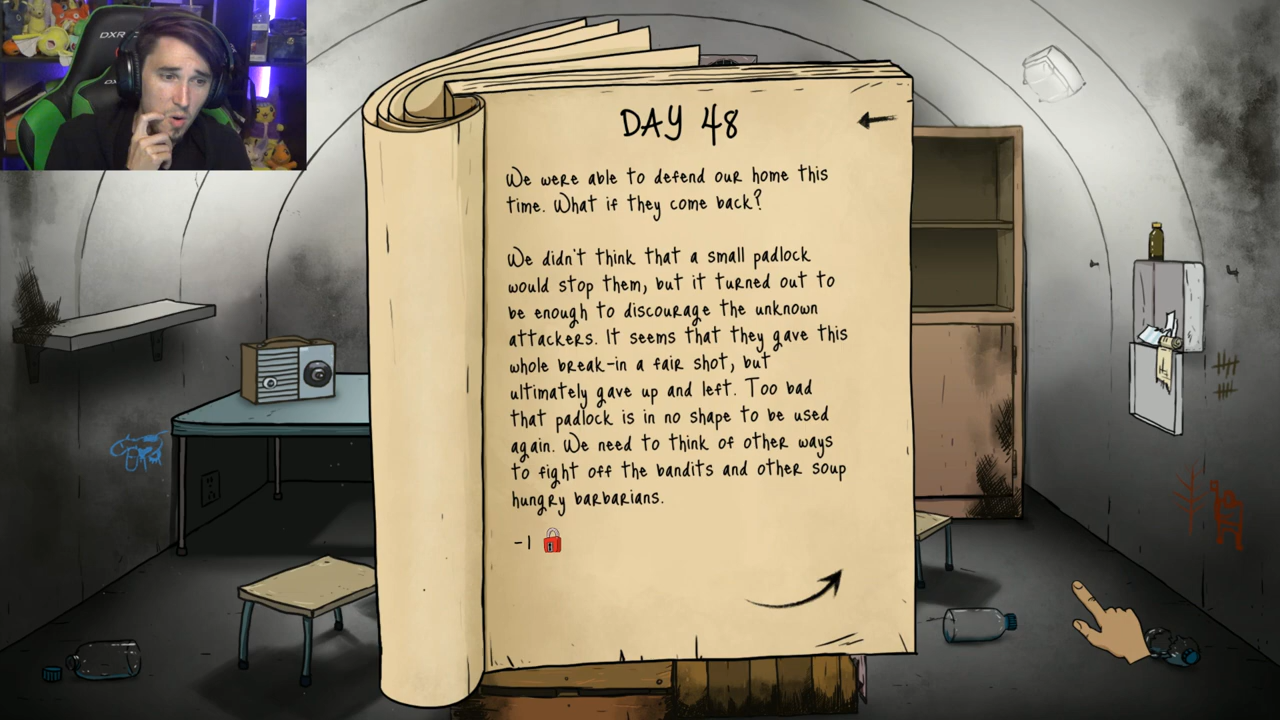 DXR
DAY 48
We were able to defend our home this
time. What if they come back?
We didn't think that a small padlock
would stop them, but it turned out to
be enough to discourage the unknown
attackers. It seems that they gave this
whole break-in a fair shot, but
ultimately gave up and left. Too bad
that padlock is in no shape to be used
again. We need to think of other ways
to fight off the bandits and other soup
hungry barbarians.
-1